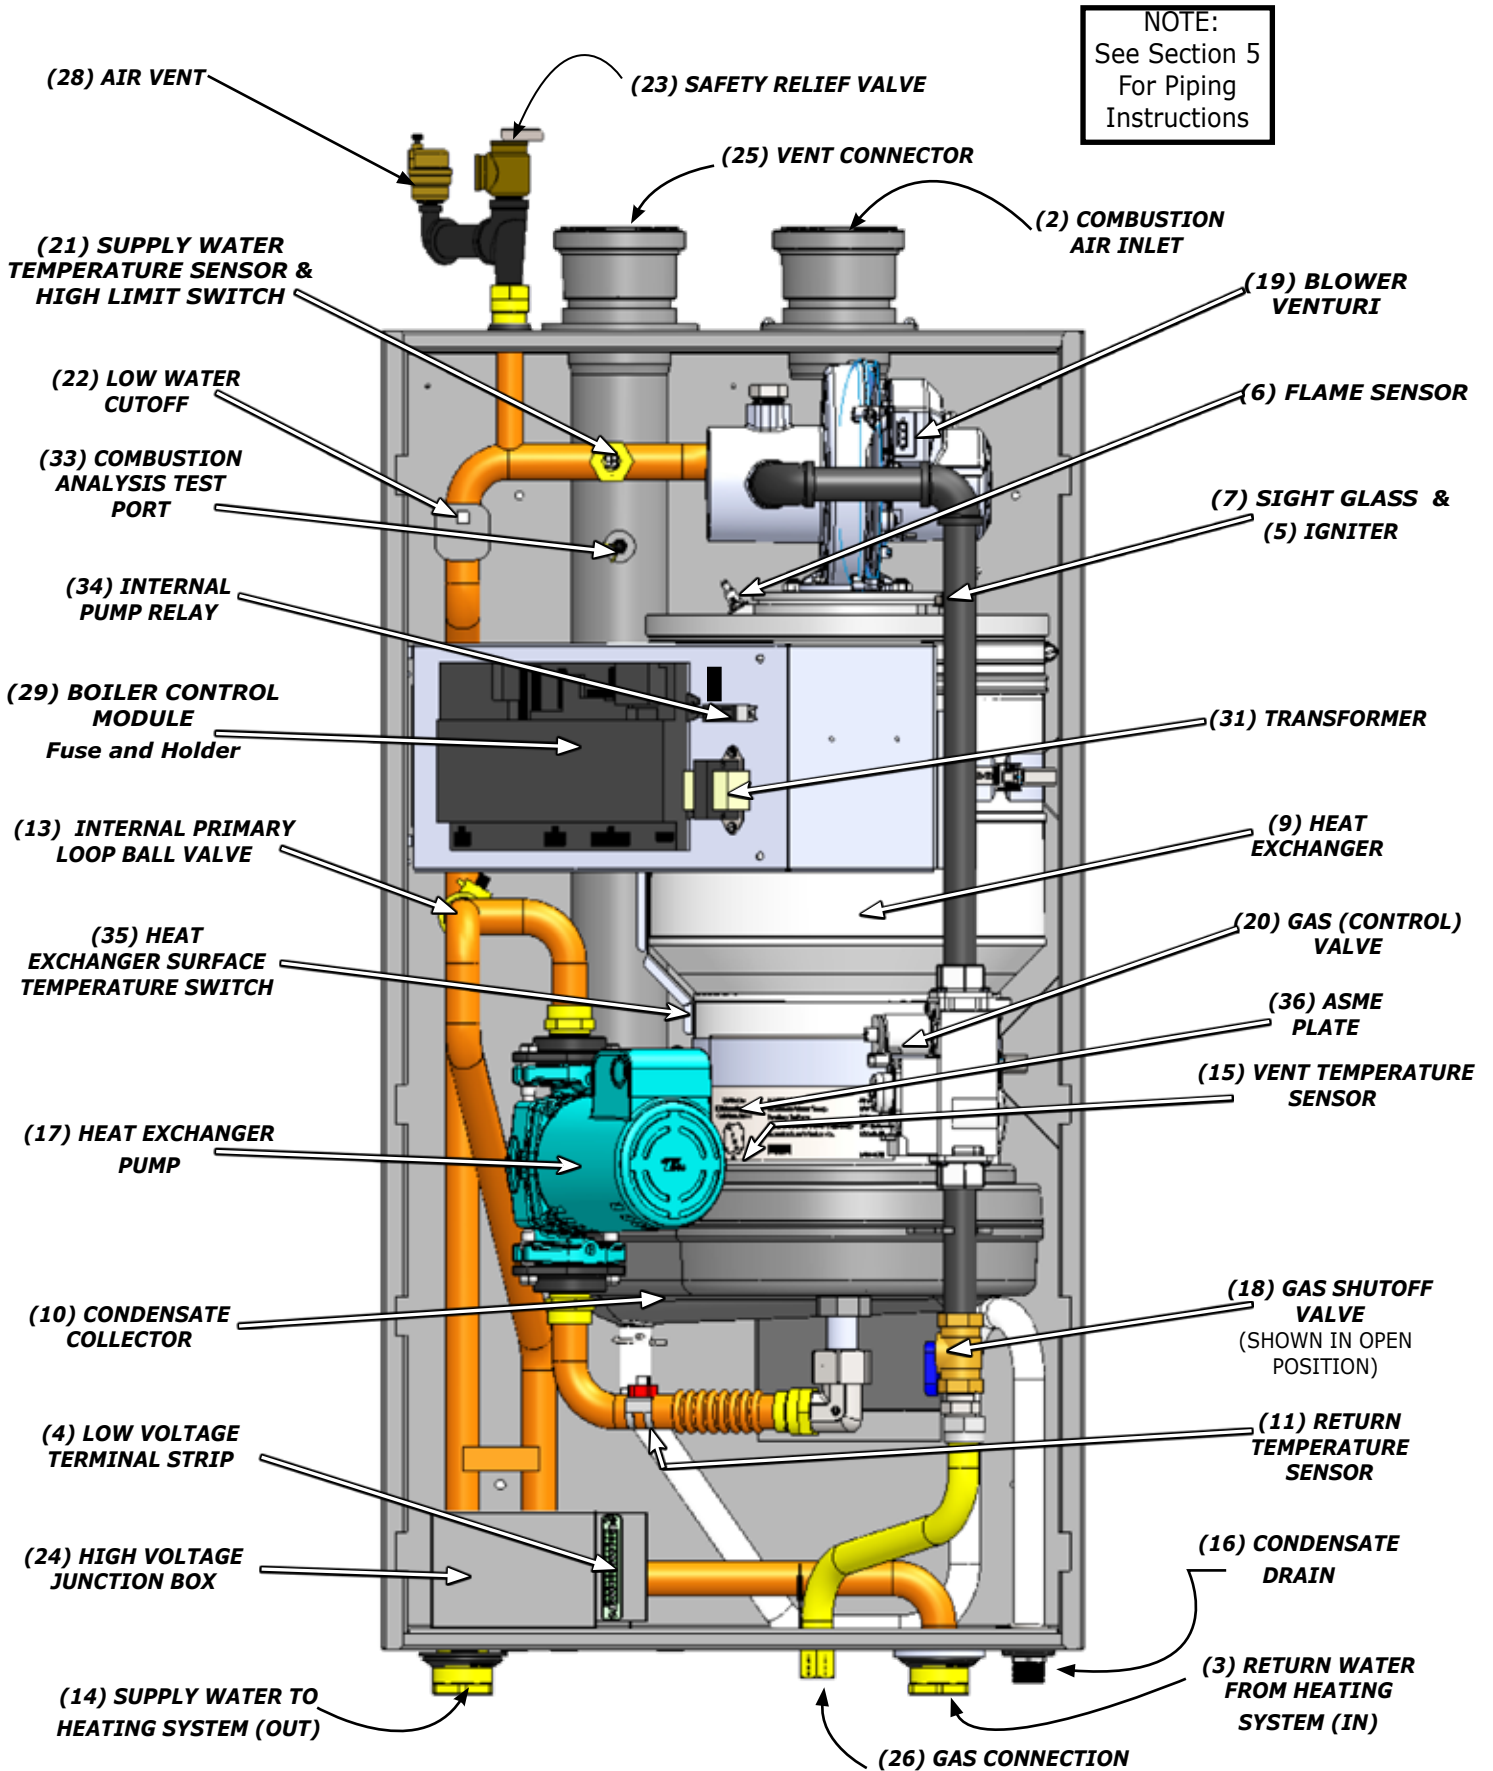 NOTE:
See Section 5
For Piping
Instructions
(28) AIR VENT
(23) SAFETY RELIEF VALVE
(25) VENT CONNECTOR
(2) COMBUSTION
AIR INLET
(21) SUPPLY WATER
TEMPERATURE SENSOR &
HIGH LIMIT SWITCH
(19) BLOWER
VENTURI
(22) LOW WATER
CUTOFF
(6) FLAME SENSOR
(33) COMBUSTION
ANALYSIS TEST
PORT
(7) SIGHT GLASS &
(5) IGNITER
(34) INTERNAL
PUMP RELAY
(29) BOILER CONTROL
MODULE
Fuse and Holder
(31) TRANSFORMER
(13) INTERNAL PRIMARY
LOOP BALL VALVE
(9) HEAT
EXCHANGER
(35) HEAT
EXCHANGER SURFACE
TEMPERATURE SWITCH
(20) GAS (CONTROL)
VALVE
(36) ASME
PLATE
(15) VENT TEMPERATURE
SENSOR
(17) HEAT EXCHANGER
PUMP
(10) CONDENSATE
COLLECTOR
(18) GAS SHUTOFF
VALVE
(SHOWN IN OPEN
POSITION)
(4) LOW VOLTAGE
TERMINAL STRIP
(11) RETURN
TEMPERATURE
SENSOR
(24) HIGH VOLTAGE
JUNCTION BOX
(16) CONDENSATE
DRAIN
(14) SUPPLY WATER TO
HEATING SYSTEM (OUT)
(3) RETURN WATER
FROM HEATING
SYSTEM (IN)
(26) GAS CONNECTION